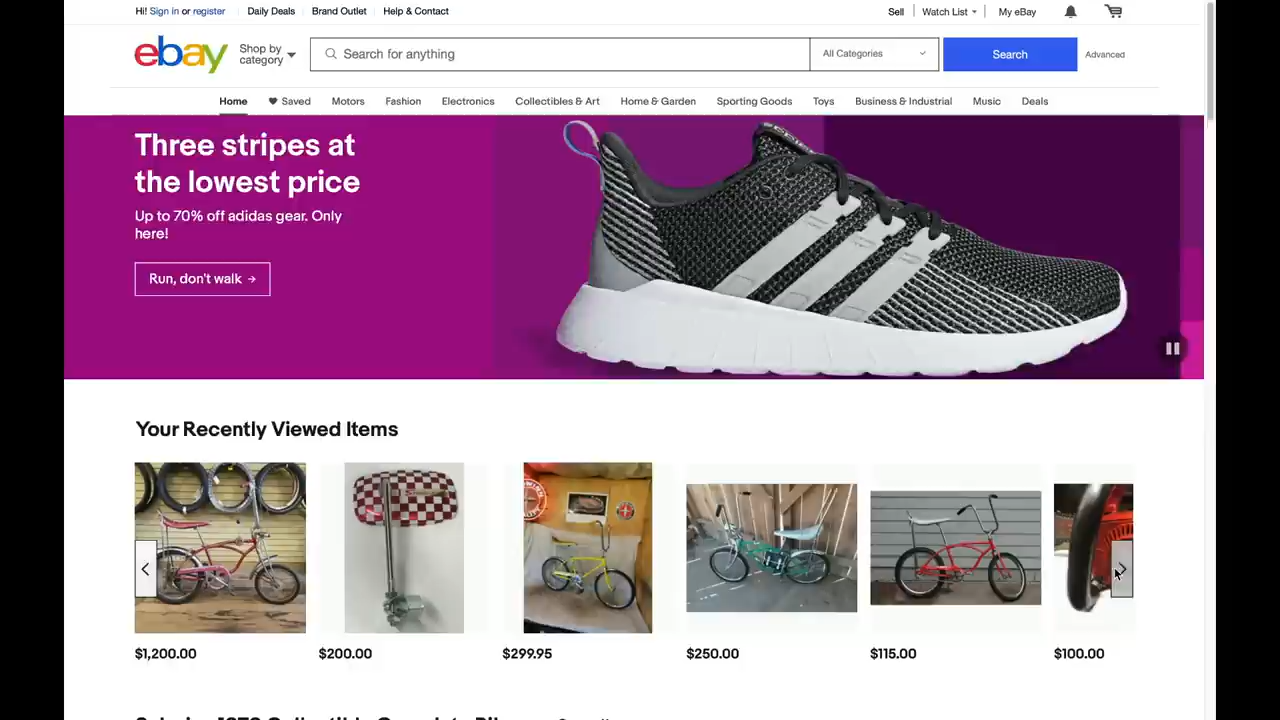 Hi! Sign in or register Daily Deals Brand Outlet Help & Contact Sell Watch List My eBay
ebay Shop by category Search for anything All Categories Search Advanced
Home Saved Motors Fashion Electronics Collectibles & Art Home & Garden Sporting Goods Toys Business & Industrial Music Deals
Three stripes at
the lowest price
Up to 70% off adidas gear. Only
here!
Run, don't walk →
Your Recently Viewed Items
$1,200.00 $200.00 $299.95 $250.00 $115.00 $100.00